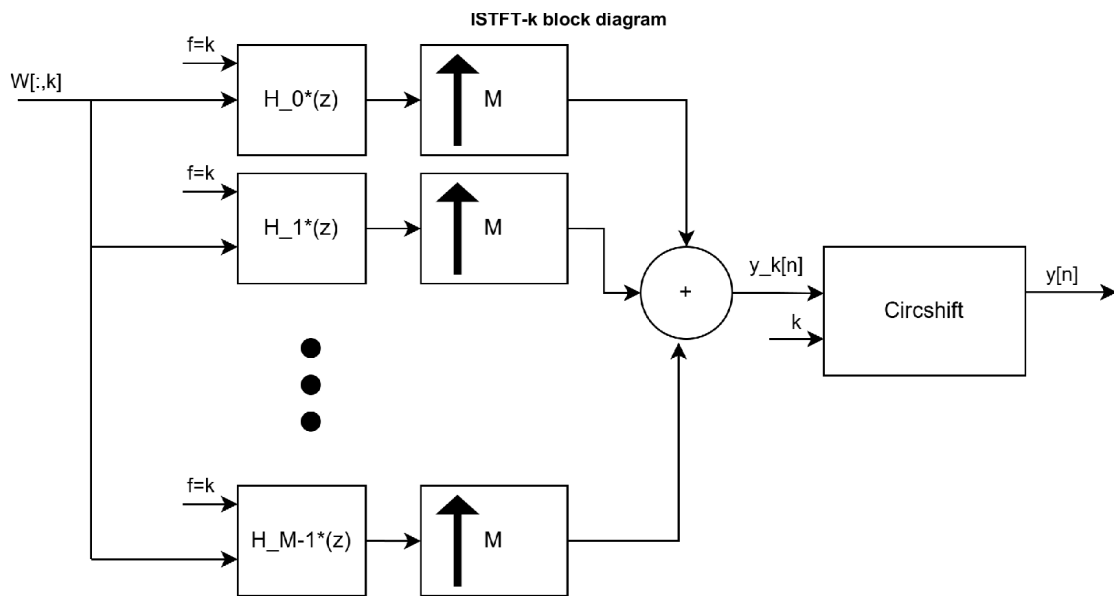 ISTFT-k block diagram
W[:,k]
f=k
H_0*(z)
M
f=k
H_1*(z)
M
+
y_k[n]
k
Circshift
y[n]
f=k
H_M-1*(z)
M